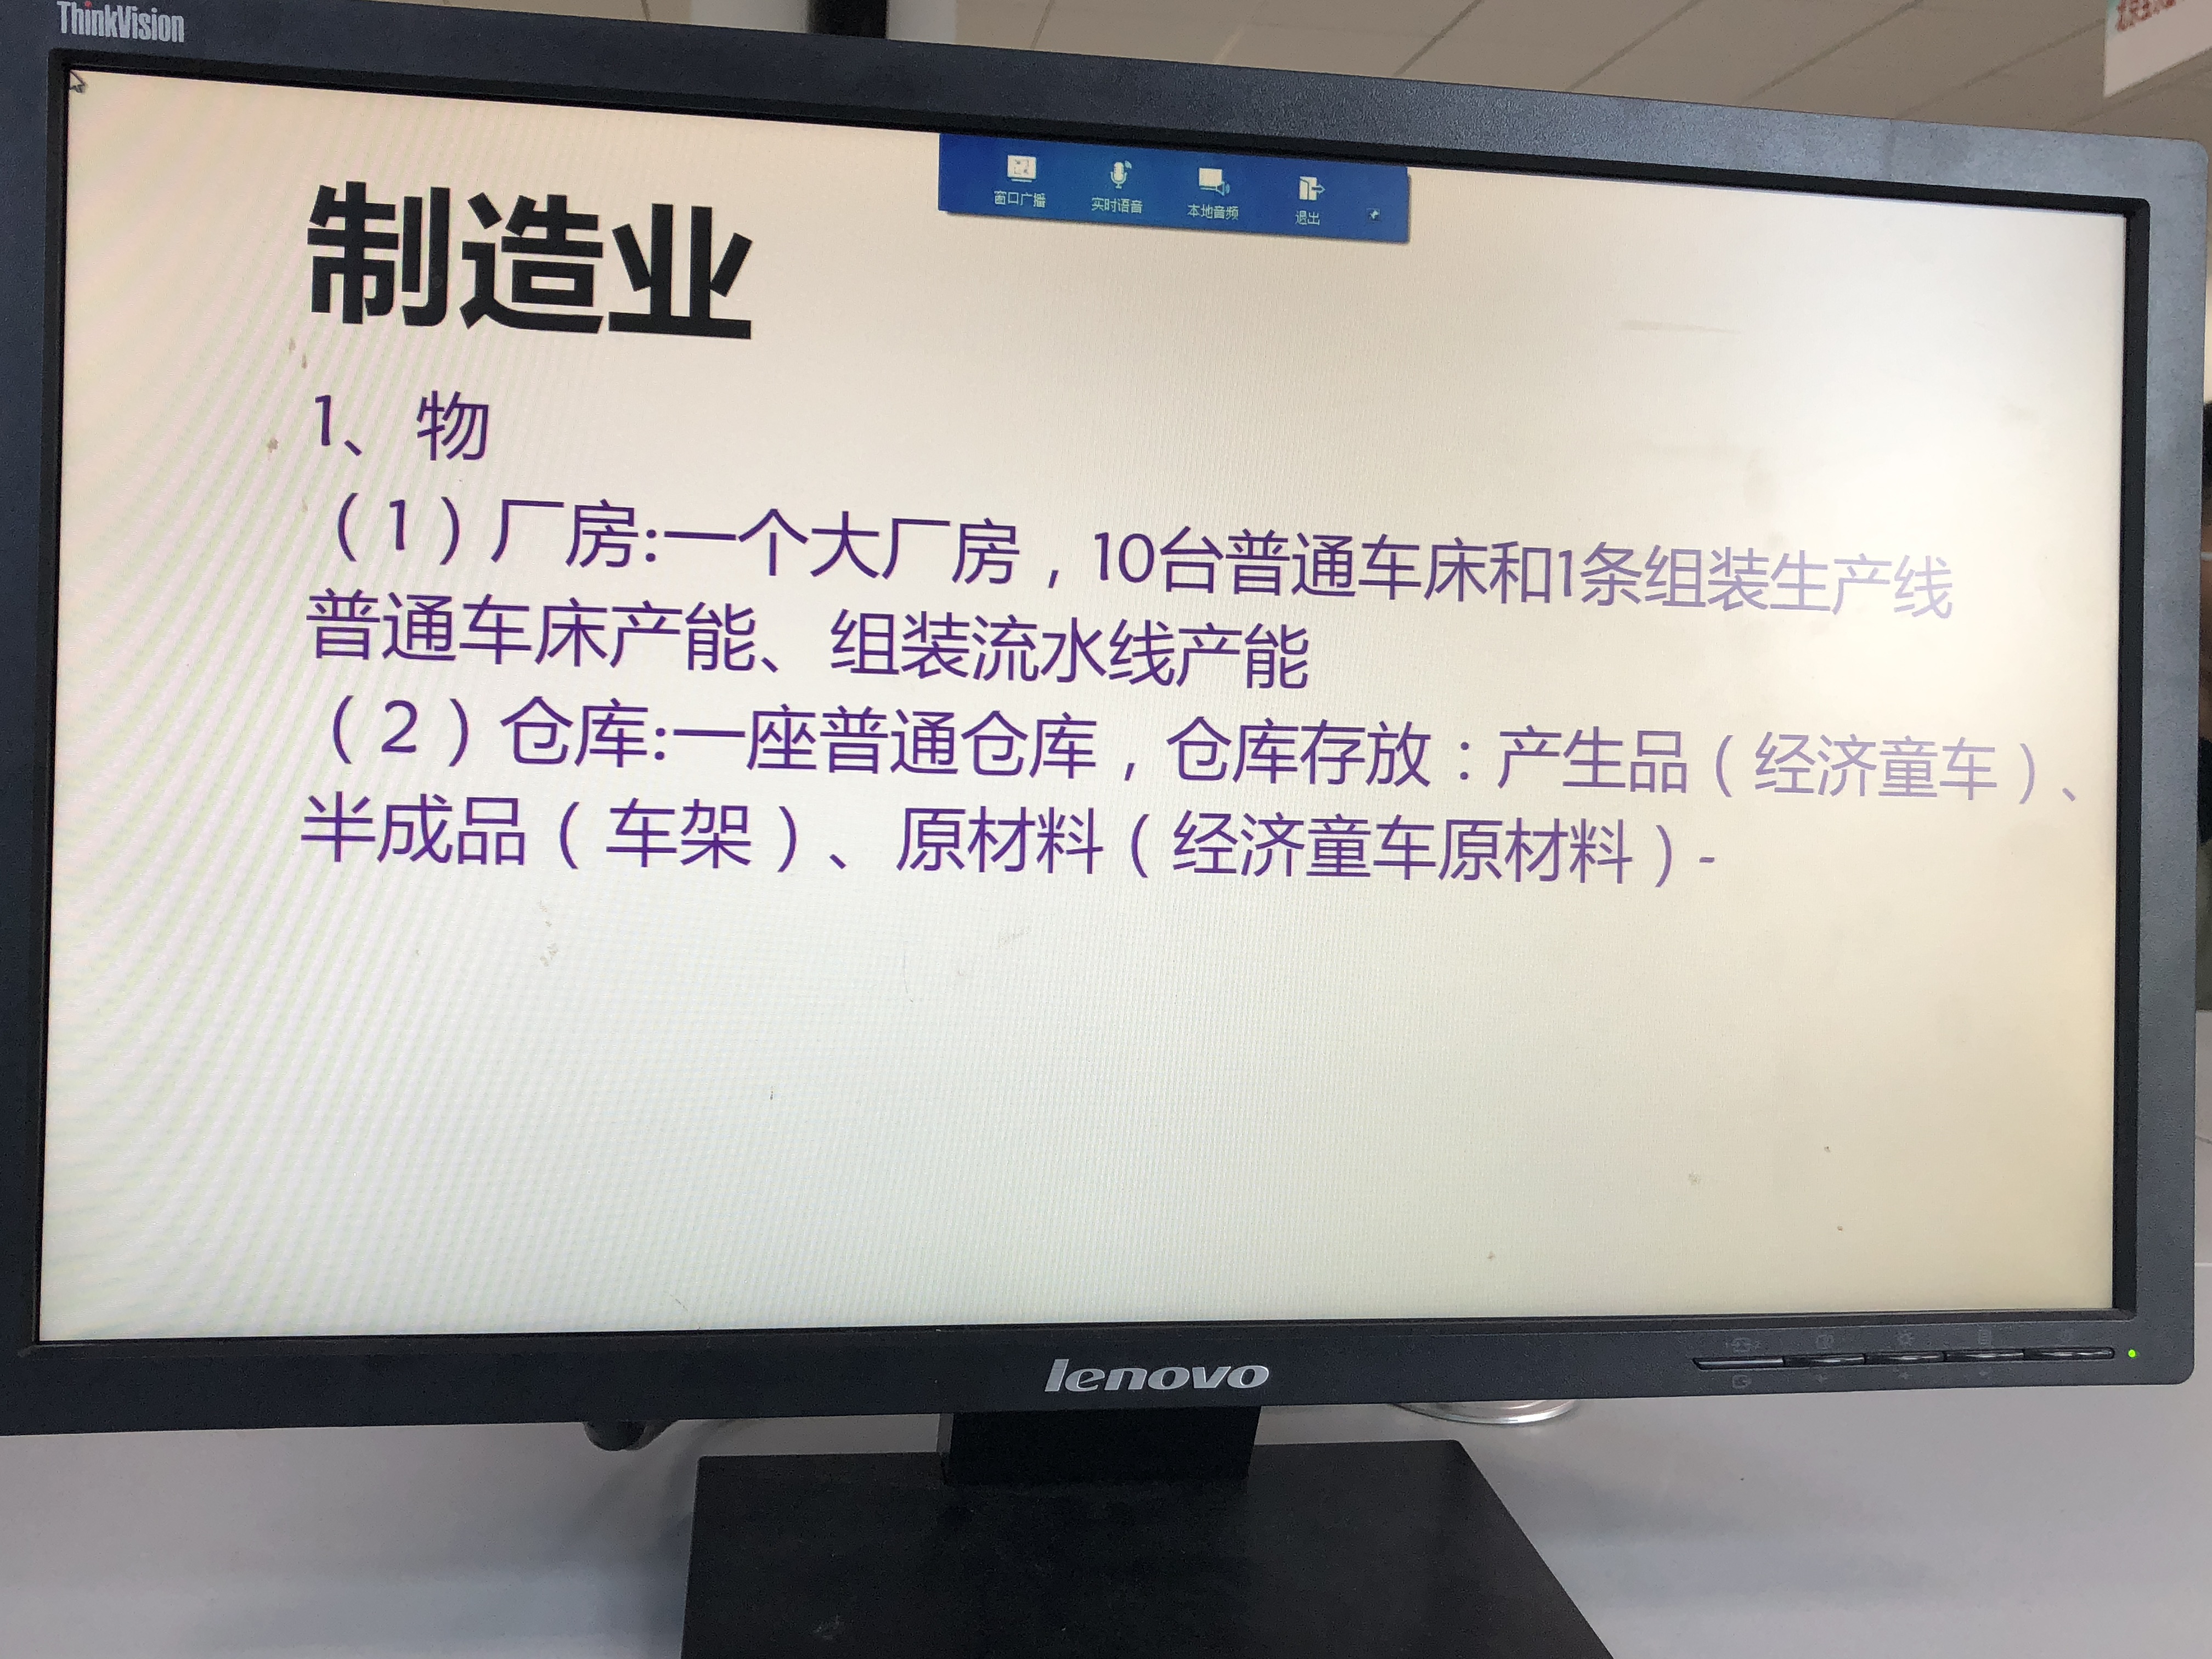 ThinkVision
窗口广播 实时语音 本地音频 退出
制造业
1、物
（1）厂房:一个大厂房，10台普通车床和1条组装生产线
普通车床产能、组装流水线产能
（2）仓库:一座普通仓库，仓库存放：产生品（经济童车）、
半成品（车架）、原材料（经济童车原材料）-
lenovo